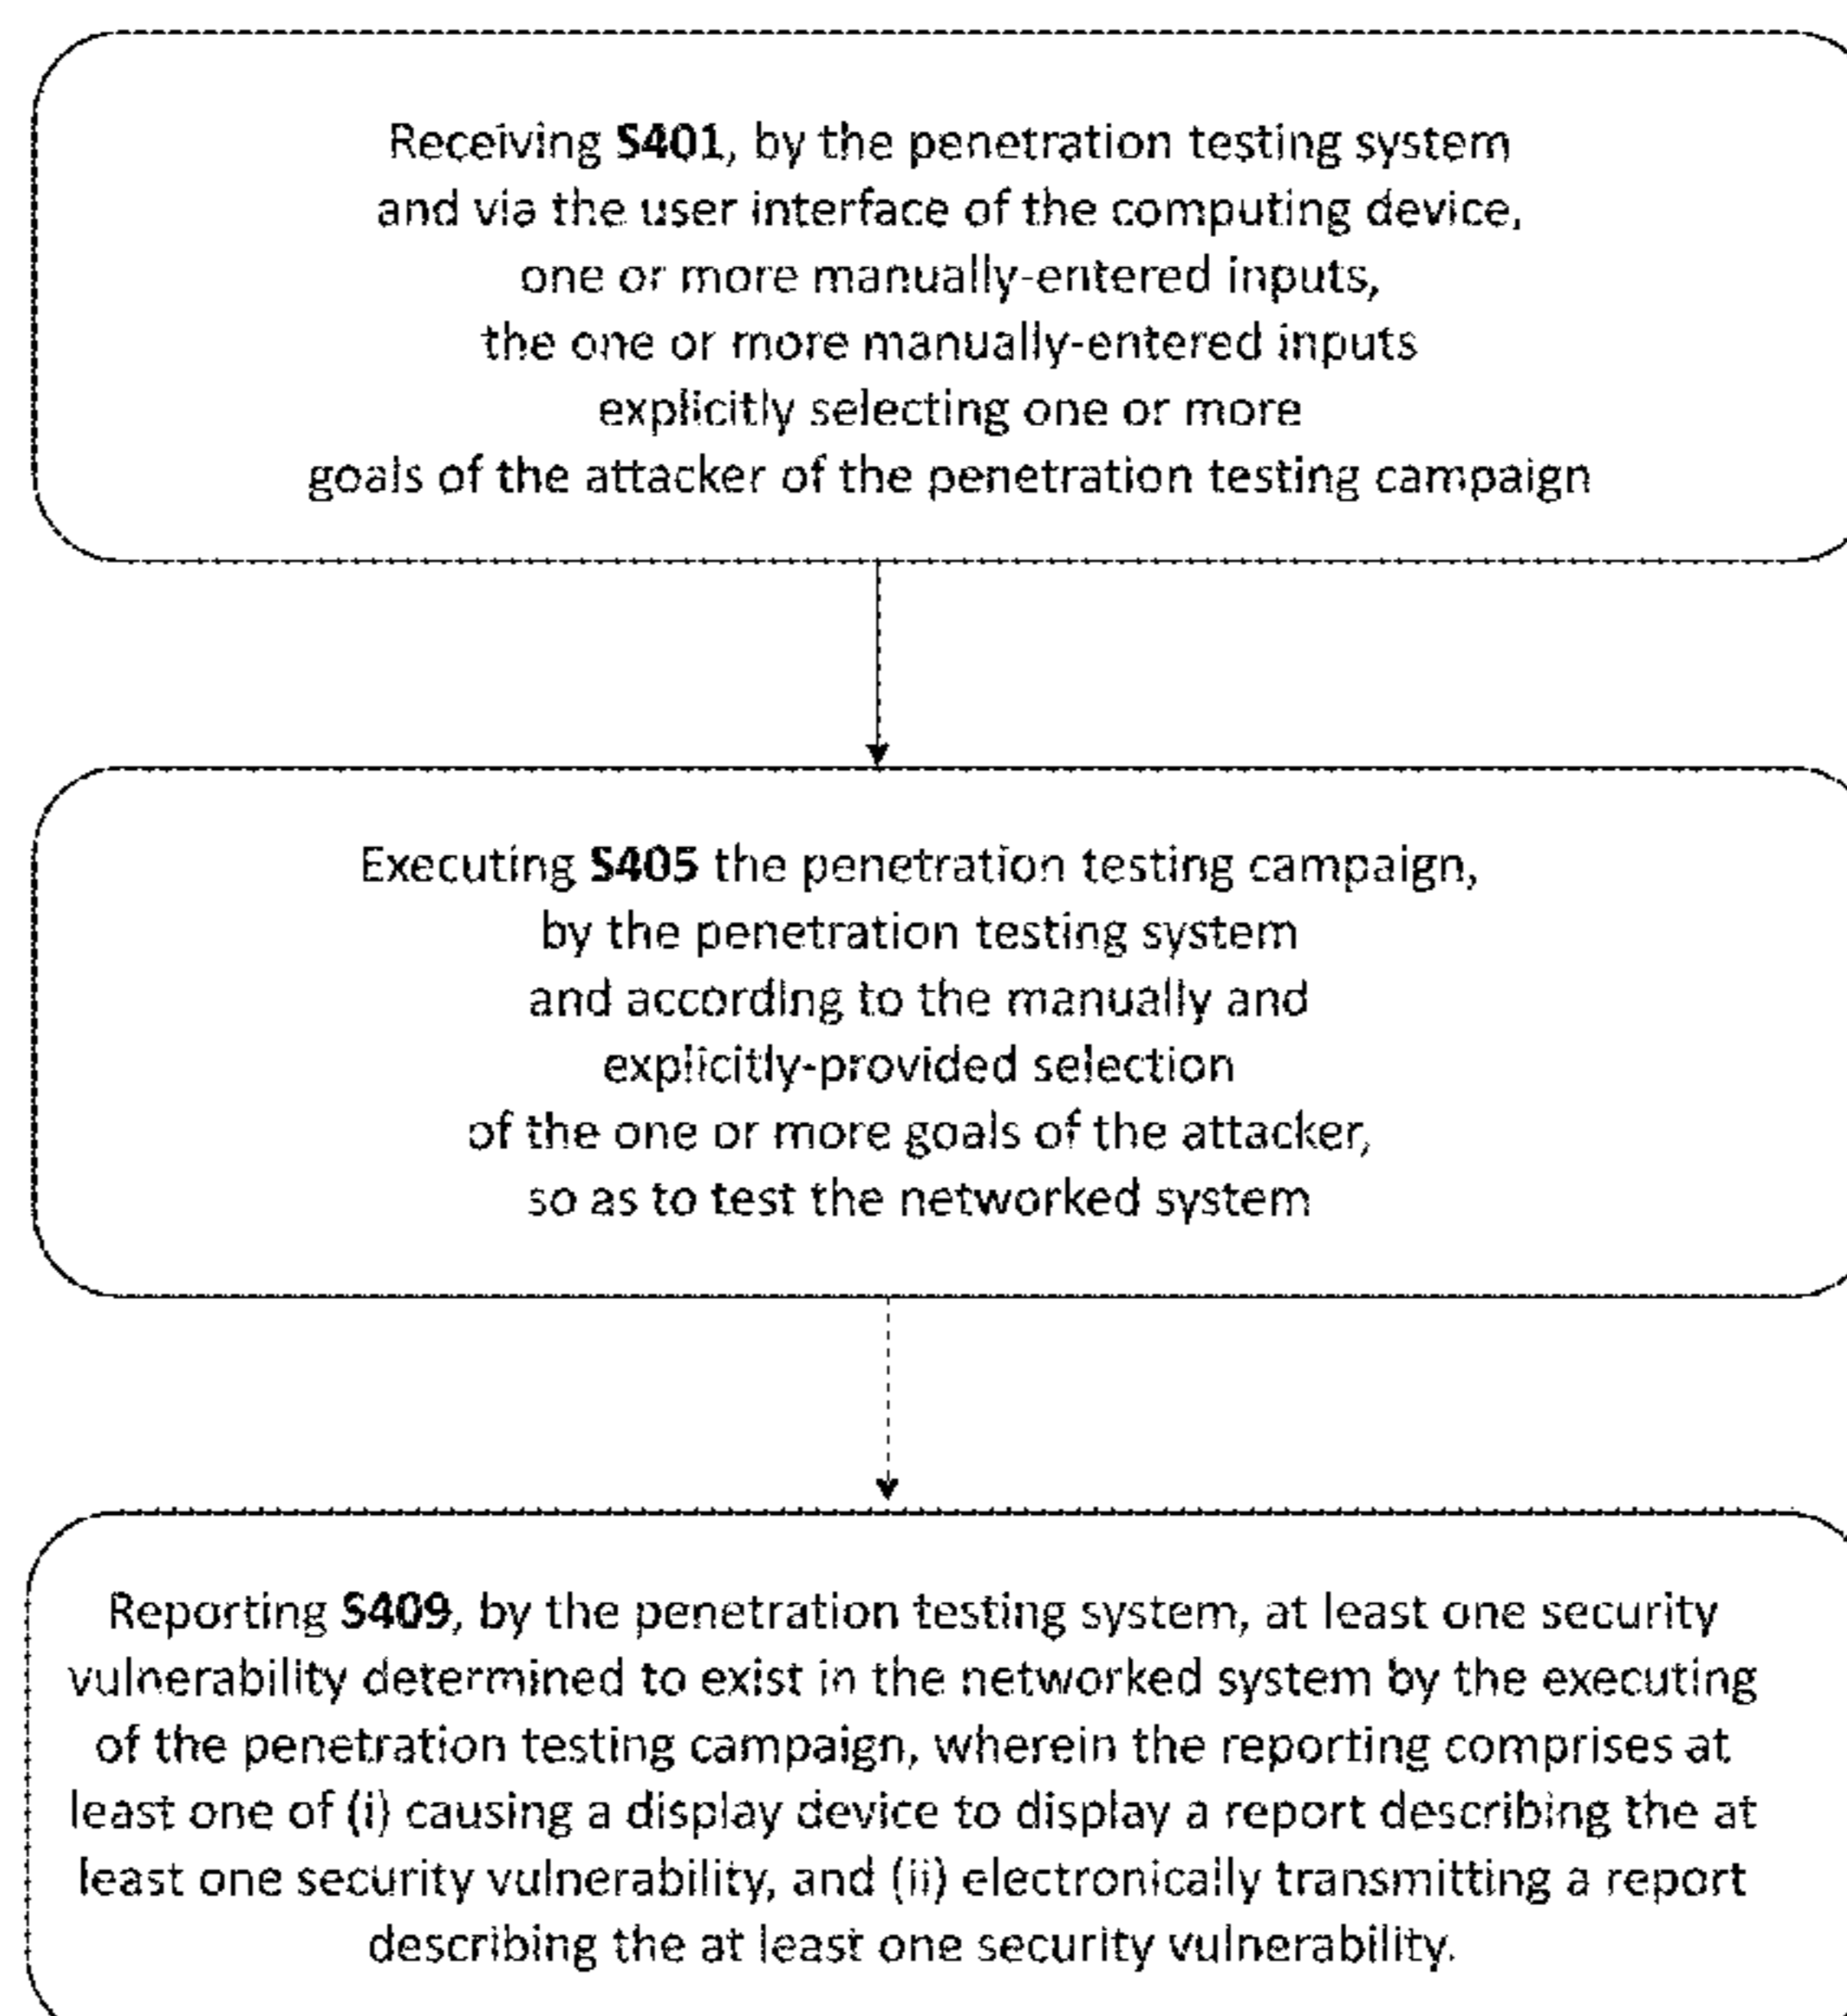 Receiving S401, by the penetration testing system
and via the user interface of the computing device,
one or more manually-entered inputs,
the one or more manually-entered inputs
explicitly selecting one or more
goals of the attacker of the penetration testing campaign
Executing S405 the penetration testing campaign,
by the penetration testing system
and according to the manually and
explicitly-provided selection
of the one or more goals of the attacker,
so as to test the networked system
Reporting S409, by the penetration testing system, at least one security
vulnerability determined to exist in the networked system by the executing
of the penetration testing campaign, wherein the reporting comprises at
least one of (i) causing a display device to display a report describing the at
least one security vulnerability, and (ii) electronically transmitting a report
describing the at least one security vulnerability.